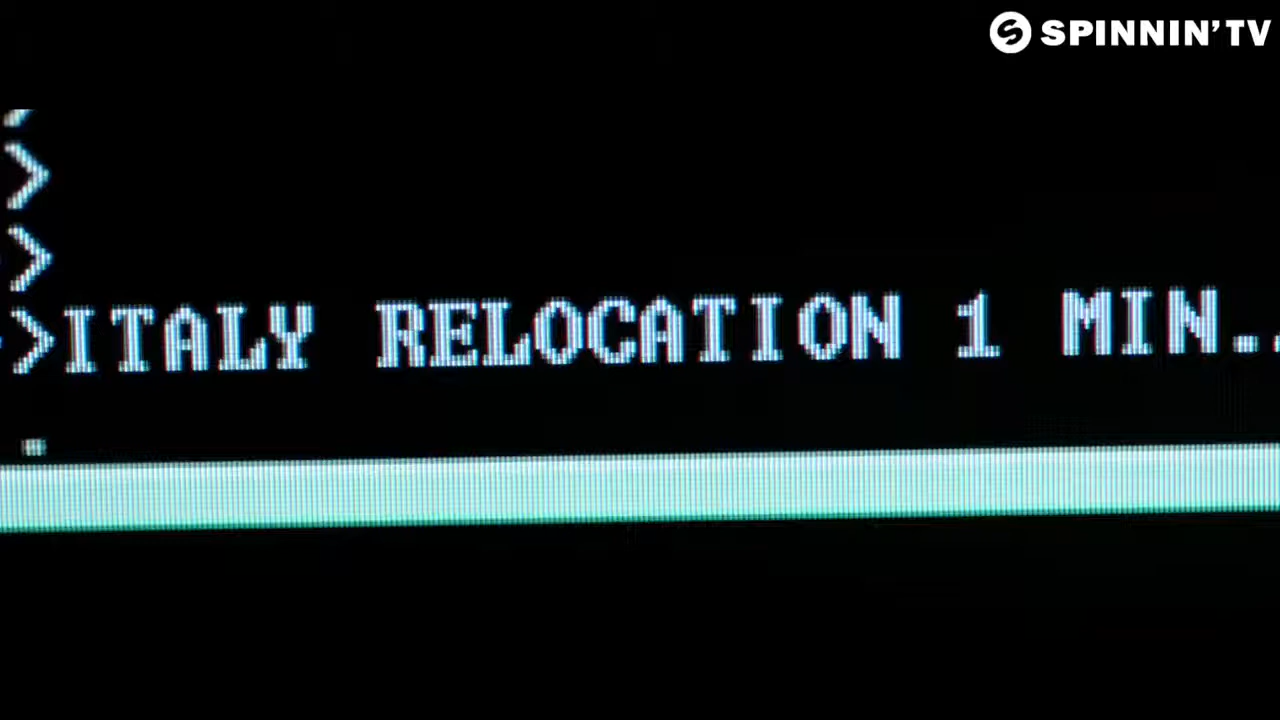 SPINNIN' TV
>
>
>ITALY RELOCATION 1 MIN..